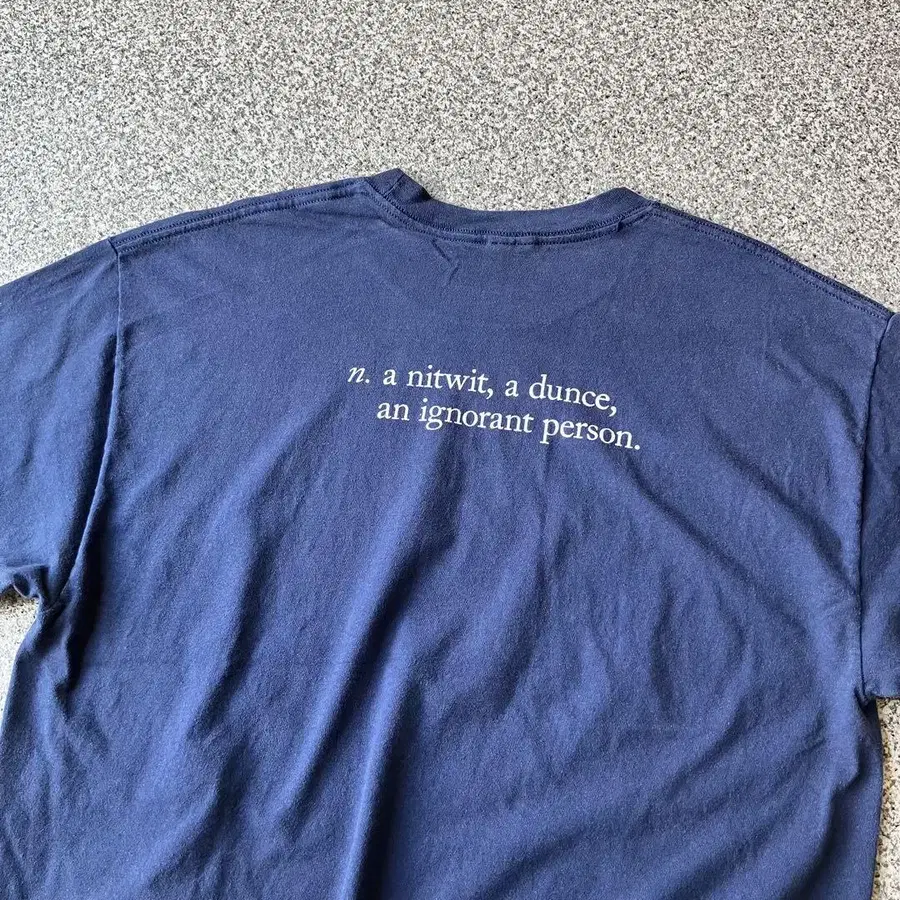 n. a nitwit, a dunce,
an ignorant person.